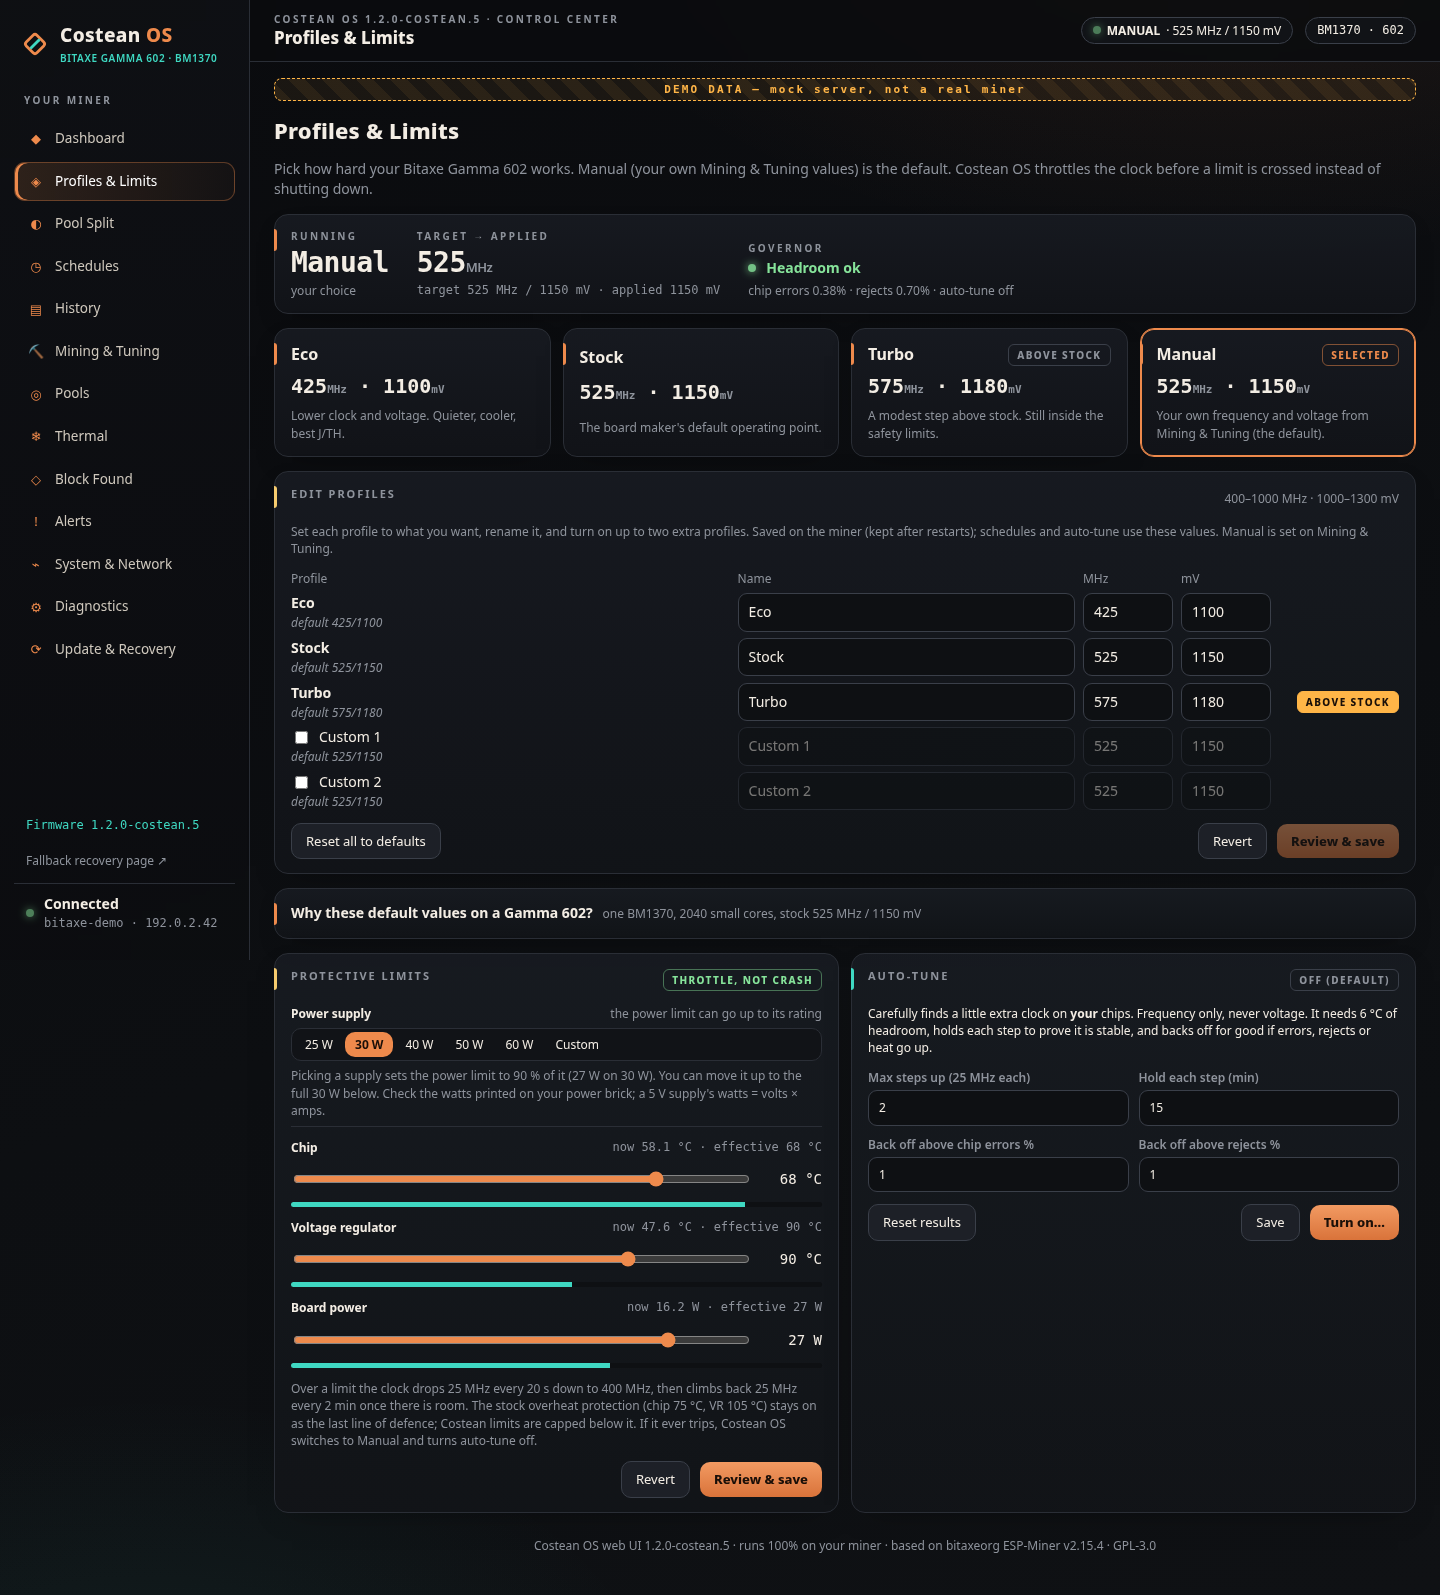 Costean OS
BITAXE GAMMA 602 · BM1370
YOUR MINER
Dashboard
Profiles & Limits
Pool Split
Schedules
History
Mining & Tuning
Pools
Thermal
Block Found
Alerts
System & Network
Diagnostics
Update & Recovery
Firmware 1.2.0-costean.5
Fallback recovery page ↗
Connected
bitaxe-demo · 192.0.2.42
COSTEAN OS 1.2.0-COSTEAN.5 · CONTROL CENTER
Profiles & Limits
MANUAL · 525 MHz / 1150 mV
BM1370 · 602
DEMO DATA — mock server, not a real miner
Profiles & Limits
Pick how hard your Bitaxe Gamma 602 works. Manual (your own Mining & Tuning values) is the default. Costean OS throttles the clock before a limit is crossed instead of
shutting down.
RUNNING
Manual
your choice
TARGET → APPLIED
525MHz
target 525 MHz / 1150 mV · applied 1150 mV
GOVERNOR
Headroom ok
chip errors 0.38% · rejects 0.70% · auto-tune off
Eco
425MHz · 1100mV
Lower clock and voltage. Quieter, cooler,
best J/TH.
Stock
525MHz · 1150mV
The board maker's default operating point.
Turbo
ABOVE STOCK
575MHz · 1180mV
A modest step above stock. Still inside the
safety limits.
Manual
SELECTED
525MHz · 1150mV
Your own frequency and voltage from
Mining & Tuning (the default).
EDIT PROFILES
400–1000 MHz · 1000–1300 mV
Set each profile to what you want, rename it, and turn on up to two extra profiles. Saved on the miner (kept after restarts); schedules and auto-tune use these values. Manual is set on Mining &
Tuning.
Profile Name MHz mV
Eco
default 425/1100
Eco 425 1100
Stock
default 525/1150
Stock 525 1150
Turbo
default 575/1180
Turbo 575 1180 ABOVE STOCK
Custom 1
default 525/1150
Custom 1 525 1150
Custom 2
default 525/1150
Custom 2 525 1150
Reset all to defaults
Revert
Review & save
Why these default values on a Gamma 602? one BM1370, 2040 small cores, stock 525 MHz / 1150 mV
PROTECTIVE LIMITS
THROTTLE, NOT CRASH
Power supply
the power limit can go up to its rating
25 W 30 W 40 W 50 W 60 W Custom
Picking a supply sets the power limit to 90 % of it (27 W on 30 W). You can move it up to the
full 30 W below. Check the watts printed on your power brick; a 5 V supply's watts = volts ×
amps.
Chip
now 58.1 °C · effective 68 °C
68 °C
Voltage regulator
now 47.6 °C · effective 90 °C
90 °C
Board power
now 16.2 W · effective 27 W
27 W
Over a limit the clock drops 25 MHz every 20 s down to 400 MHz, then climbs back 25 MHz
every 2 min once there is room. The stock overheat protection (chip 75 °C, VR 105 °C) stays on
as the last line of defence; Costean limits are capped below it. If it ever trips, Costean OS
switches to Manual and turns auto-tune off.
Revert
Review & save
AUTO-TUNE
OFF (DEFAULT)
Carefully finds a little extra clock on your chips. Frequency only, never voltage. It needs 6 °C of
headroom, holds each step to prove it is stable, and backs off for good if errors, rejects or
heat go up.
Max steps up (25 MHz each)
2
Hold each step (min)
15
Back off above chip errors %
1
Back off above rejects %
1
Reset results
Save
Turn on...
Costean OS web UI 1.2.0-costean.5 · runs 100% on your miner · based on bitaxeorg ESP-Miner v2.15.4 · GPL-3.0